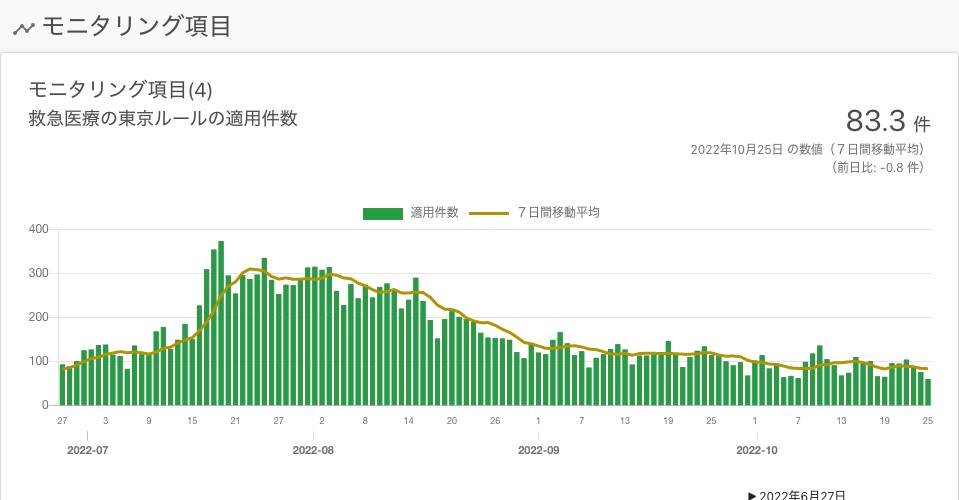 モニタリング項目
モニタリング項目(4)
救急医療の東京ルールの適用件数
83.3 件
2022年10月25日 の数値（７日間移動平均）
（前日比: -0.8 件）
適用件数 ７日間移動平均
400
300
200
100
0
27 3 9 15 21 27 2 8 14 20 26 1 7 13 19 25 1 7 13 19 25
2022-07 2022-08 2022-09 2022-10
▶ 2022年6月27日